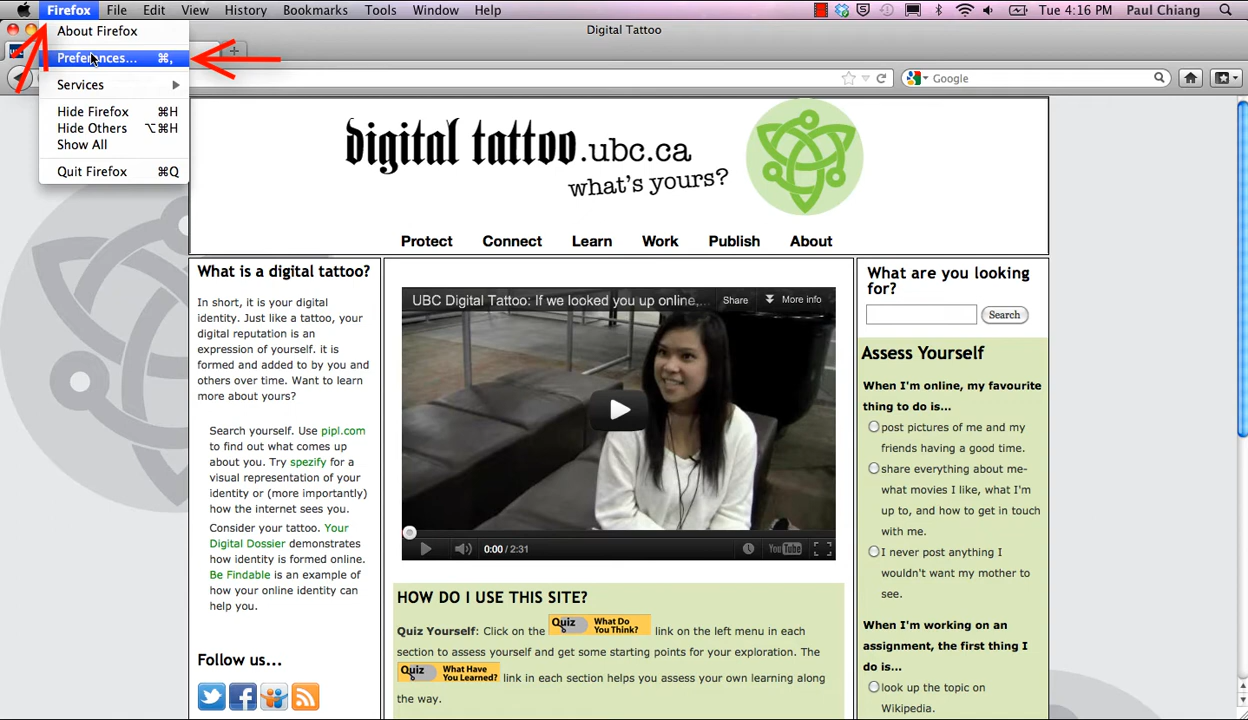 Firefox File Edit View History Bookmarks Tools Window Help Tue 4:16 PM Paul Chiang
Digital Tattoo
About Firefox
Preferences... ⌘,
Services
Hide Firefox ⌘H
Hide Others ⌥⌘H
Show All
Quit Firefox ⌘Q
Google
digital tattoo.ubc.ca
what's yours?
Protect Connect Learn Work Publish About
What is a digital tattoo?
In short, it is your digital
identity. Just like a tattoo, your
digital reputation is an
expression of yourself. it is
formed and added to by you and
others over time. Want to learn
more about yours?
Search yourself. Use pipl.com
to find out what comes up
about you. Try spezify for a
visual representation of your
identity or (more importantly)
how the internet sees you.
Consider your tattoo. Your
Digital Dossier demonstrates
how identity is formed online.
Be Findable is an example of
how your online identity can
help you.
Follow us...
UBC Digital Tattoo: If we looked you up online,... Share More info
0:00 / 2:31 YouTube
HOW DO I USE THIS SITE?
Quiz Yourself: Click on the Quiz What Do You Think? link on the left menu in each
section to assess yourself and get some starting points for your exploration. The
Quiz What Have You Learned? link in each section helps you assess your own learning along
the way.
What are you looking
for?
Search
Assess Yourself
When I'm online, my favourite
thing to do is...
post pictures of me and my
friends having a good time.
share everything about me-
what movies I like, what I'm
up to, and how to get in touch
with me.
I never post anything I
wouldn't want my mother to
see.
When I'm working on an
assignment, the first thing I
do is...
look up the topic on
Wikipedia.